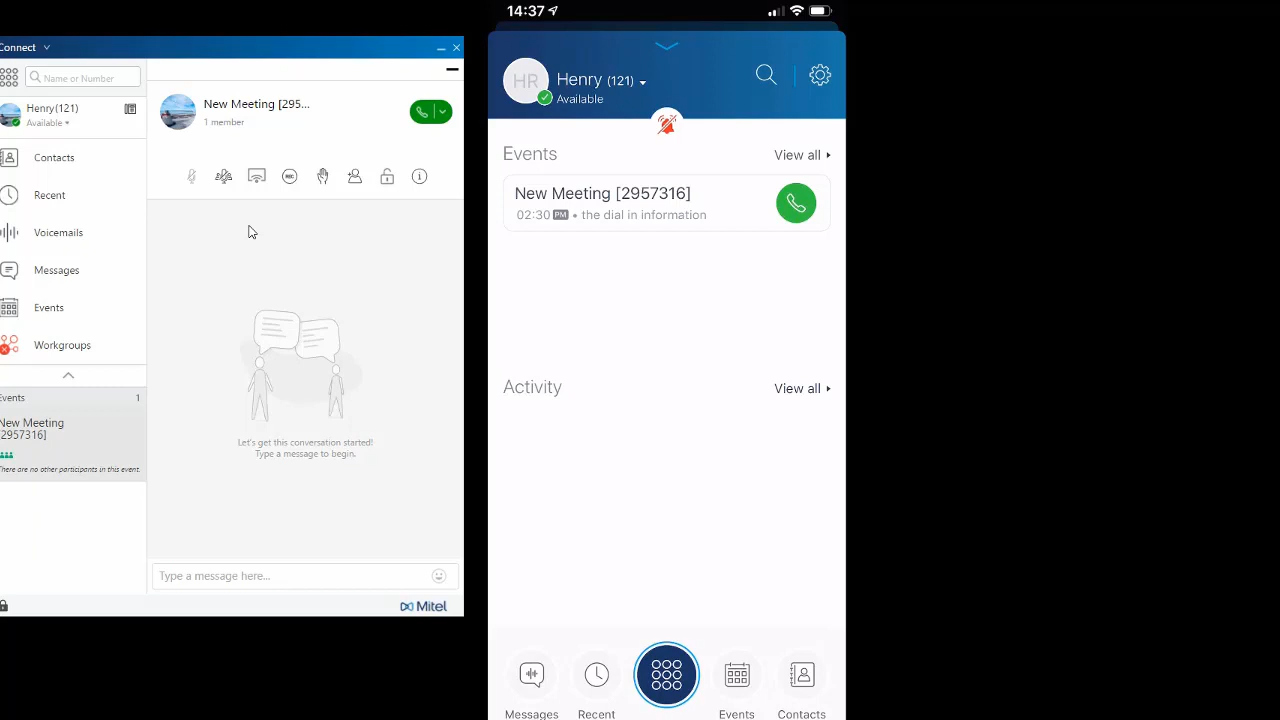 Connect
Name or Number
Henry(121)
Available
Contacts
Recent
Voicemails
Messages
Events
Workgroups
Events 1
New Meeting
[2957316]
There are no other participants in this event.
New Meeting [295...
1 member
REC
Let's get this conversation started!
Type a message to begin.
Type a message here...
Mitel
14:37
HR
Henry (121)
Available
Events
View all
New Meeting [2957316]
02:30 PM • the dial in information
Activity
View all
Messages
Recent
Events
Contacts